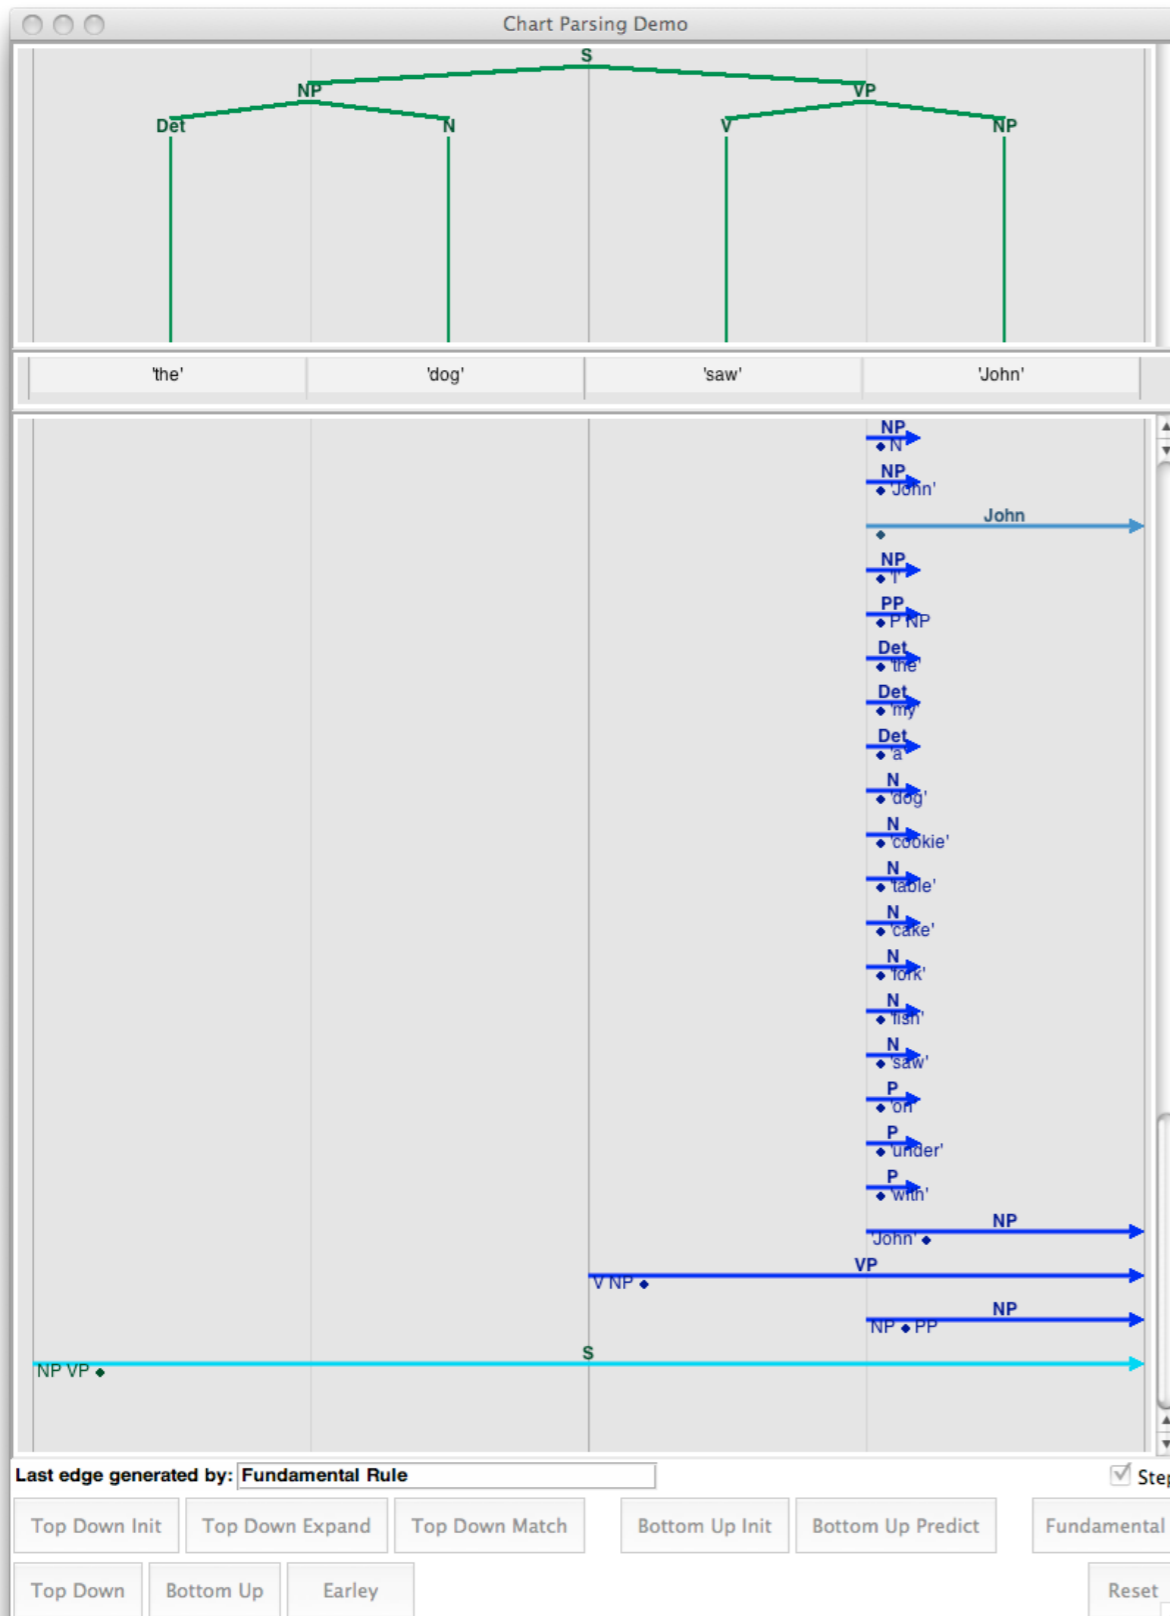 Chart Parsing Demo
S
NP VP
Det N V NP
'the' 'dog' 'saw' 'John'
NP
• N
NP
• 'John'
John
•
NP
• 'I'
PP
• P NP
Det
• 'the'
Det
• 'my'
Det
• 'a'
N
• 'dog'
N
• 'cookie'
N
• 'table'
N
• 'cake'
N
• 'fork'
N
• 'fish'
N
• 'saw'
P
• 'on'
P
• 'under'
P
• 'with'
NP
'John' •
VP
V NP •
NP
NP • PP
S
NP VP •
Last edge generated by: Fundamental Rule Step
Top Down Init Top Down Expand Top Down Match Bottom Up Init Bottom Up Predict Fundamental
Top Down Bottom Up Earley Reset